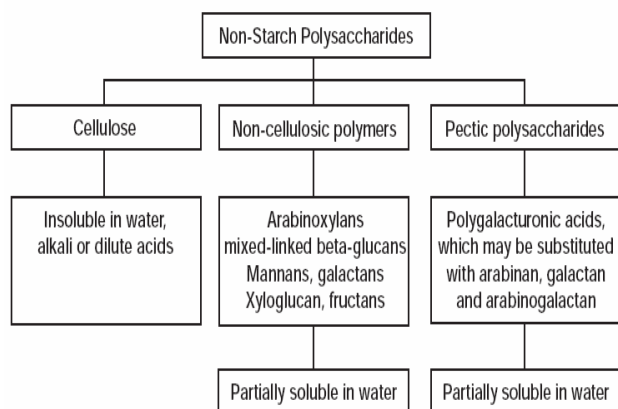 Non-Starch Polysaccharides
Cellulose
Non-cellulosic polymers
Pectic polysaccharides
Insoluble in water,
alkali or dilute acids
Arabinoxylans
mixed-linked beta-glucans
Mannans, galactans
Xyloglucan, fructans
Polygalacturonic acids,
which may be substituted
with arabinan, galactan
and arabinogalactan
Partially soluble in water
Partially soluble in water